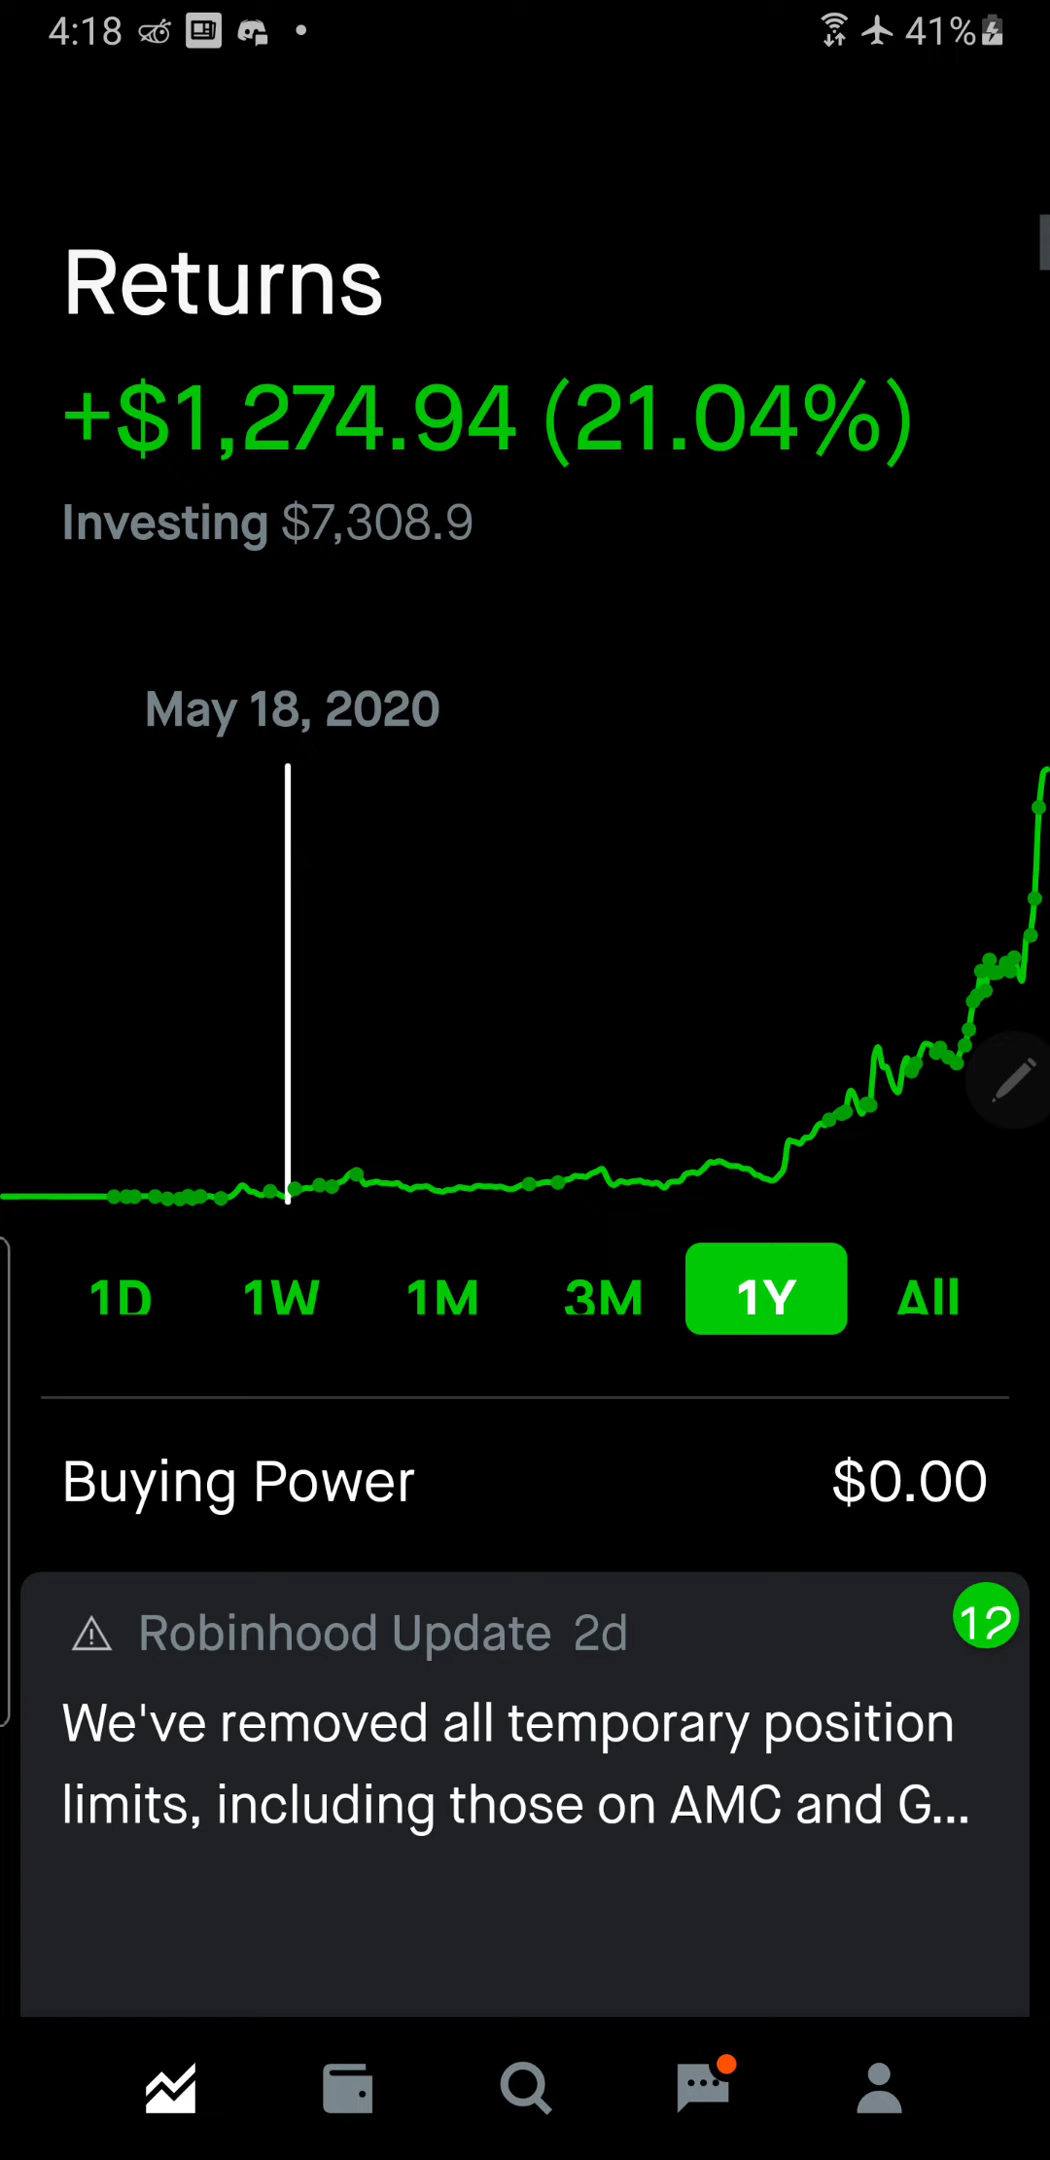 4:18
41%
Returns
+$1,274.94 (21.04%)
Investing $7,308.9
May 18, 2020
1D 1W 1M 3M 1Y All
Buying Power $0.00
Robinhood Update 2d
12
We've removed all temporary position
limits, including those on AMC and G...